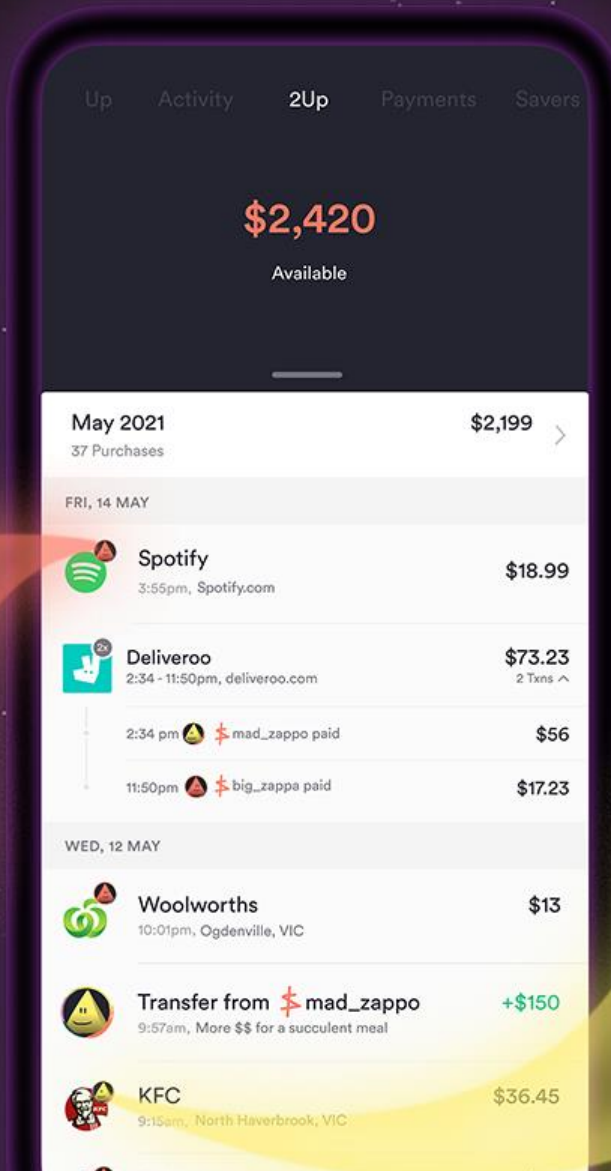 Up Activity 2Up Payments Savers
$2,420
Available
May 2021 $2,199
37 Purchases
FRI, 14 MAY
Spotify $18.99
3:55pm, Spotify.com
2x
Deliveroo $73.23
2:34 - 11:50pm, deliveroo.com 2 Txns
2:34 pm $ mad_zappo paid $56
11:50pm $ big_zappa paid $17.23
WED, 12 MAY
Woolworths $13
10:01pm, Ogdenville, VIC
Transfer from $ mad_zappo +$150
9:57am, More $$ for a succulent meal
KFC $36.45
KFC
9:15am, North Haverbrook, VIC